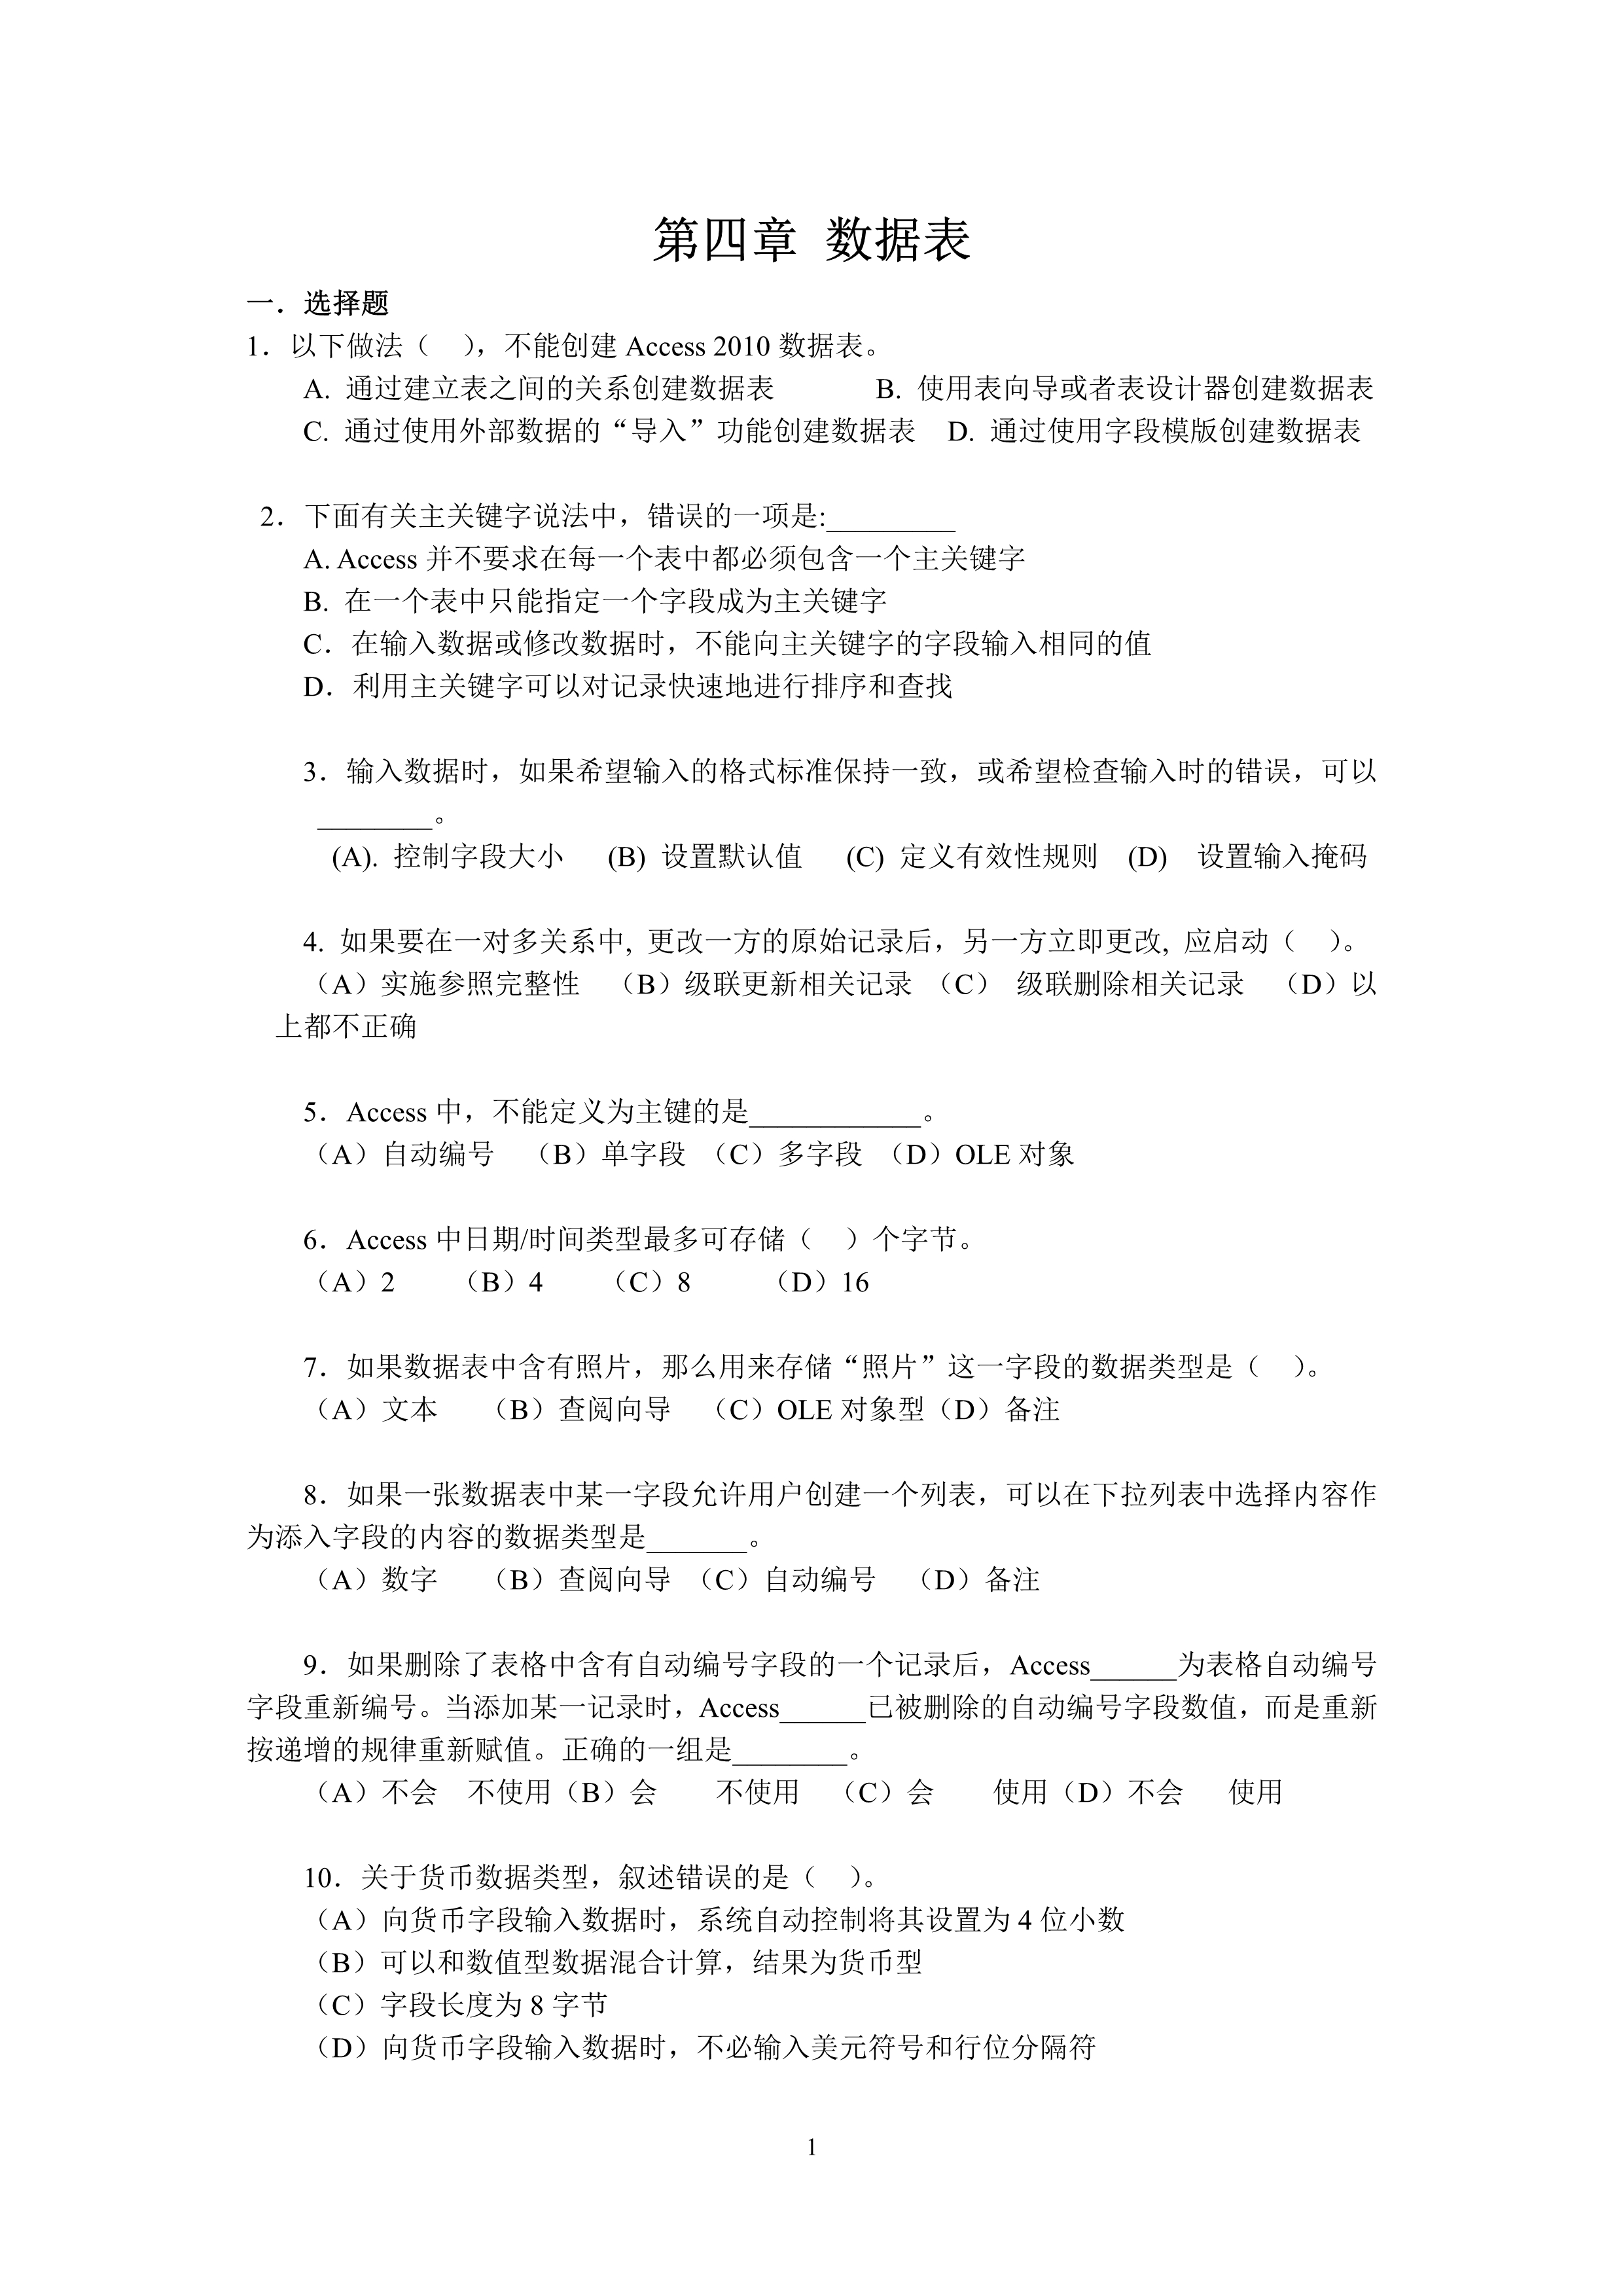 第四章 数据表
一．选择题
1．以下做法（　），不能创建 Access 2010 数据表。
A. 通过建立表之间的关系创建数据表 B. 使用表向导或者表设计器创建数据表
C. 通过使用外部数据的“导入”功能创建数据表 D. 通过使用字段模版创建数据表
2．下面有关主关键字说法中，错误的一项是:_________
A. Access 并不要求在每一个表中都必须包含一个主关键字
B. 在一个表中只能指定一个字段成为主关键字
C．在输入数据或修改数据时，不能向主关键字的字段输入相同的值
D．利用主关键字可以对记录快速地进行排序和查找
3．输入数据时，如果希望输入的格式标准保持一致，或希望检查输入时的错误，可以
________。
(A). 控制字段大小 (B) 设置默认值 (C) 定义有效性规则 (D) 设置输入掩码
4. 如果要在一对多关系中, 更改一方的原始记录后，另一方立即更改, 应启动（　）。
（A）实施参照完整性 （B）级联更新相关记录 （C） 级联删除相关记录 （D）以
上都不正确
5．Access 中，不能定义为主键的是____________。
（A）自动编号 （B）单字段 （C）多字段 （D）OLE 对象
6．Access 中日期/时间类型最多可存储（　）个字节。
（A）2 （B）4 （C）8 （D）16
7．如果数据表中含有照片，那么用来存储“照片”这一字段的数据类型是（　）。
（A）文本 （B）查阅向导 （C）OLE 对象型（D）备注
8．如果一张数据表中某一字段允许用户创建一个列表，可以在下拉列表中选择内容作
为添入字段的内容的数据类型是_______。
（A）数字 （B）查阅向导 （C）自动编号 （D）备注
9．如果删除了表格中含有自动编号字段的一个记录后，Access______为表格自动编号
字段重新编号。当添加某一记录时，Access______已被删除的自动编号字段数值，而是重新
按递增的规律重新赋值。正确的一组是________。
（A）不会 不使用（B）会 不使用 （C）会 使用（D）不会 使用
10．关于货币数据类型，叙述错误的是（　）。
（A）向货币字段输入数据时，系统自动控制将其设置为 4 位小数
（B）可以和数值型数据混合计算，结果为货币型
（C）字段长度为 8 字节
（D）向货币字段输入数据时，不必输入美元符号和行位分隔符
1